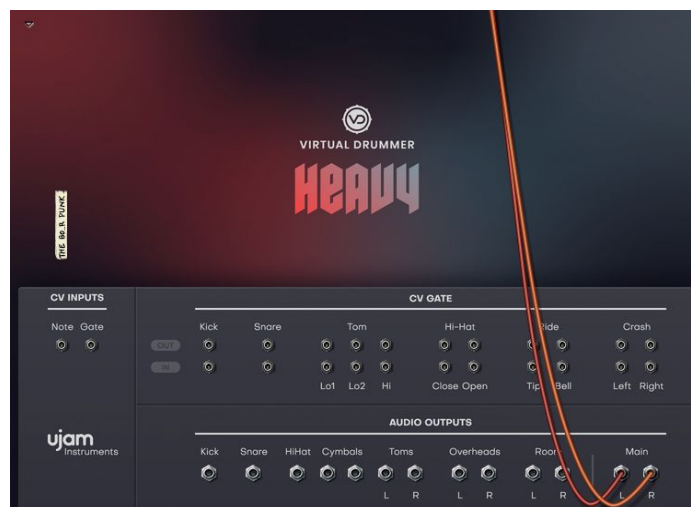 VD
VIRTUAL DRUMMER
HEAVY
THE BO_R PUNK
CV INPUTS
Note Gate
CV GATE
Kick Snare Tom Hi-Hat Ride Crash
OUT
IN
Lo1 Lo2 Hi Close Open Tip Bell Left Right
ujam
Instruments
AUDIO OUTPUTS
Kick Snare HiHat Cymbals Toms Overheads Room Main
L R L R L R L R